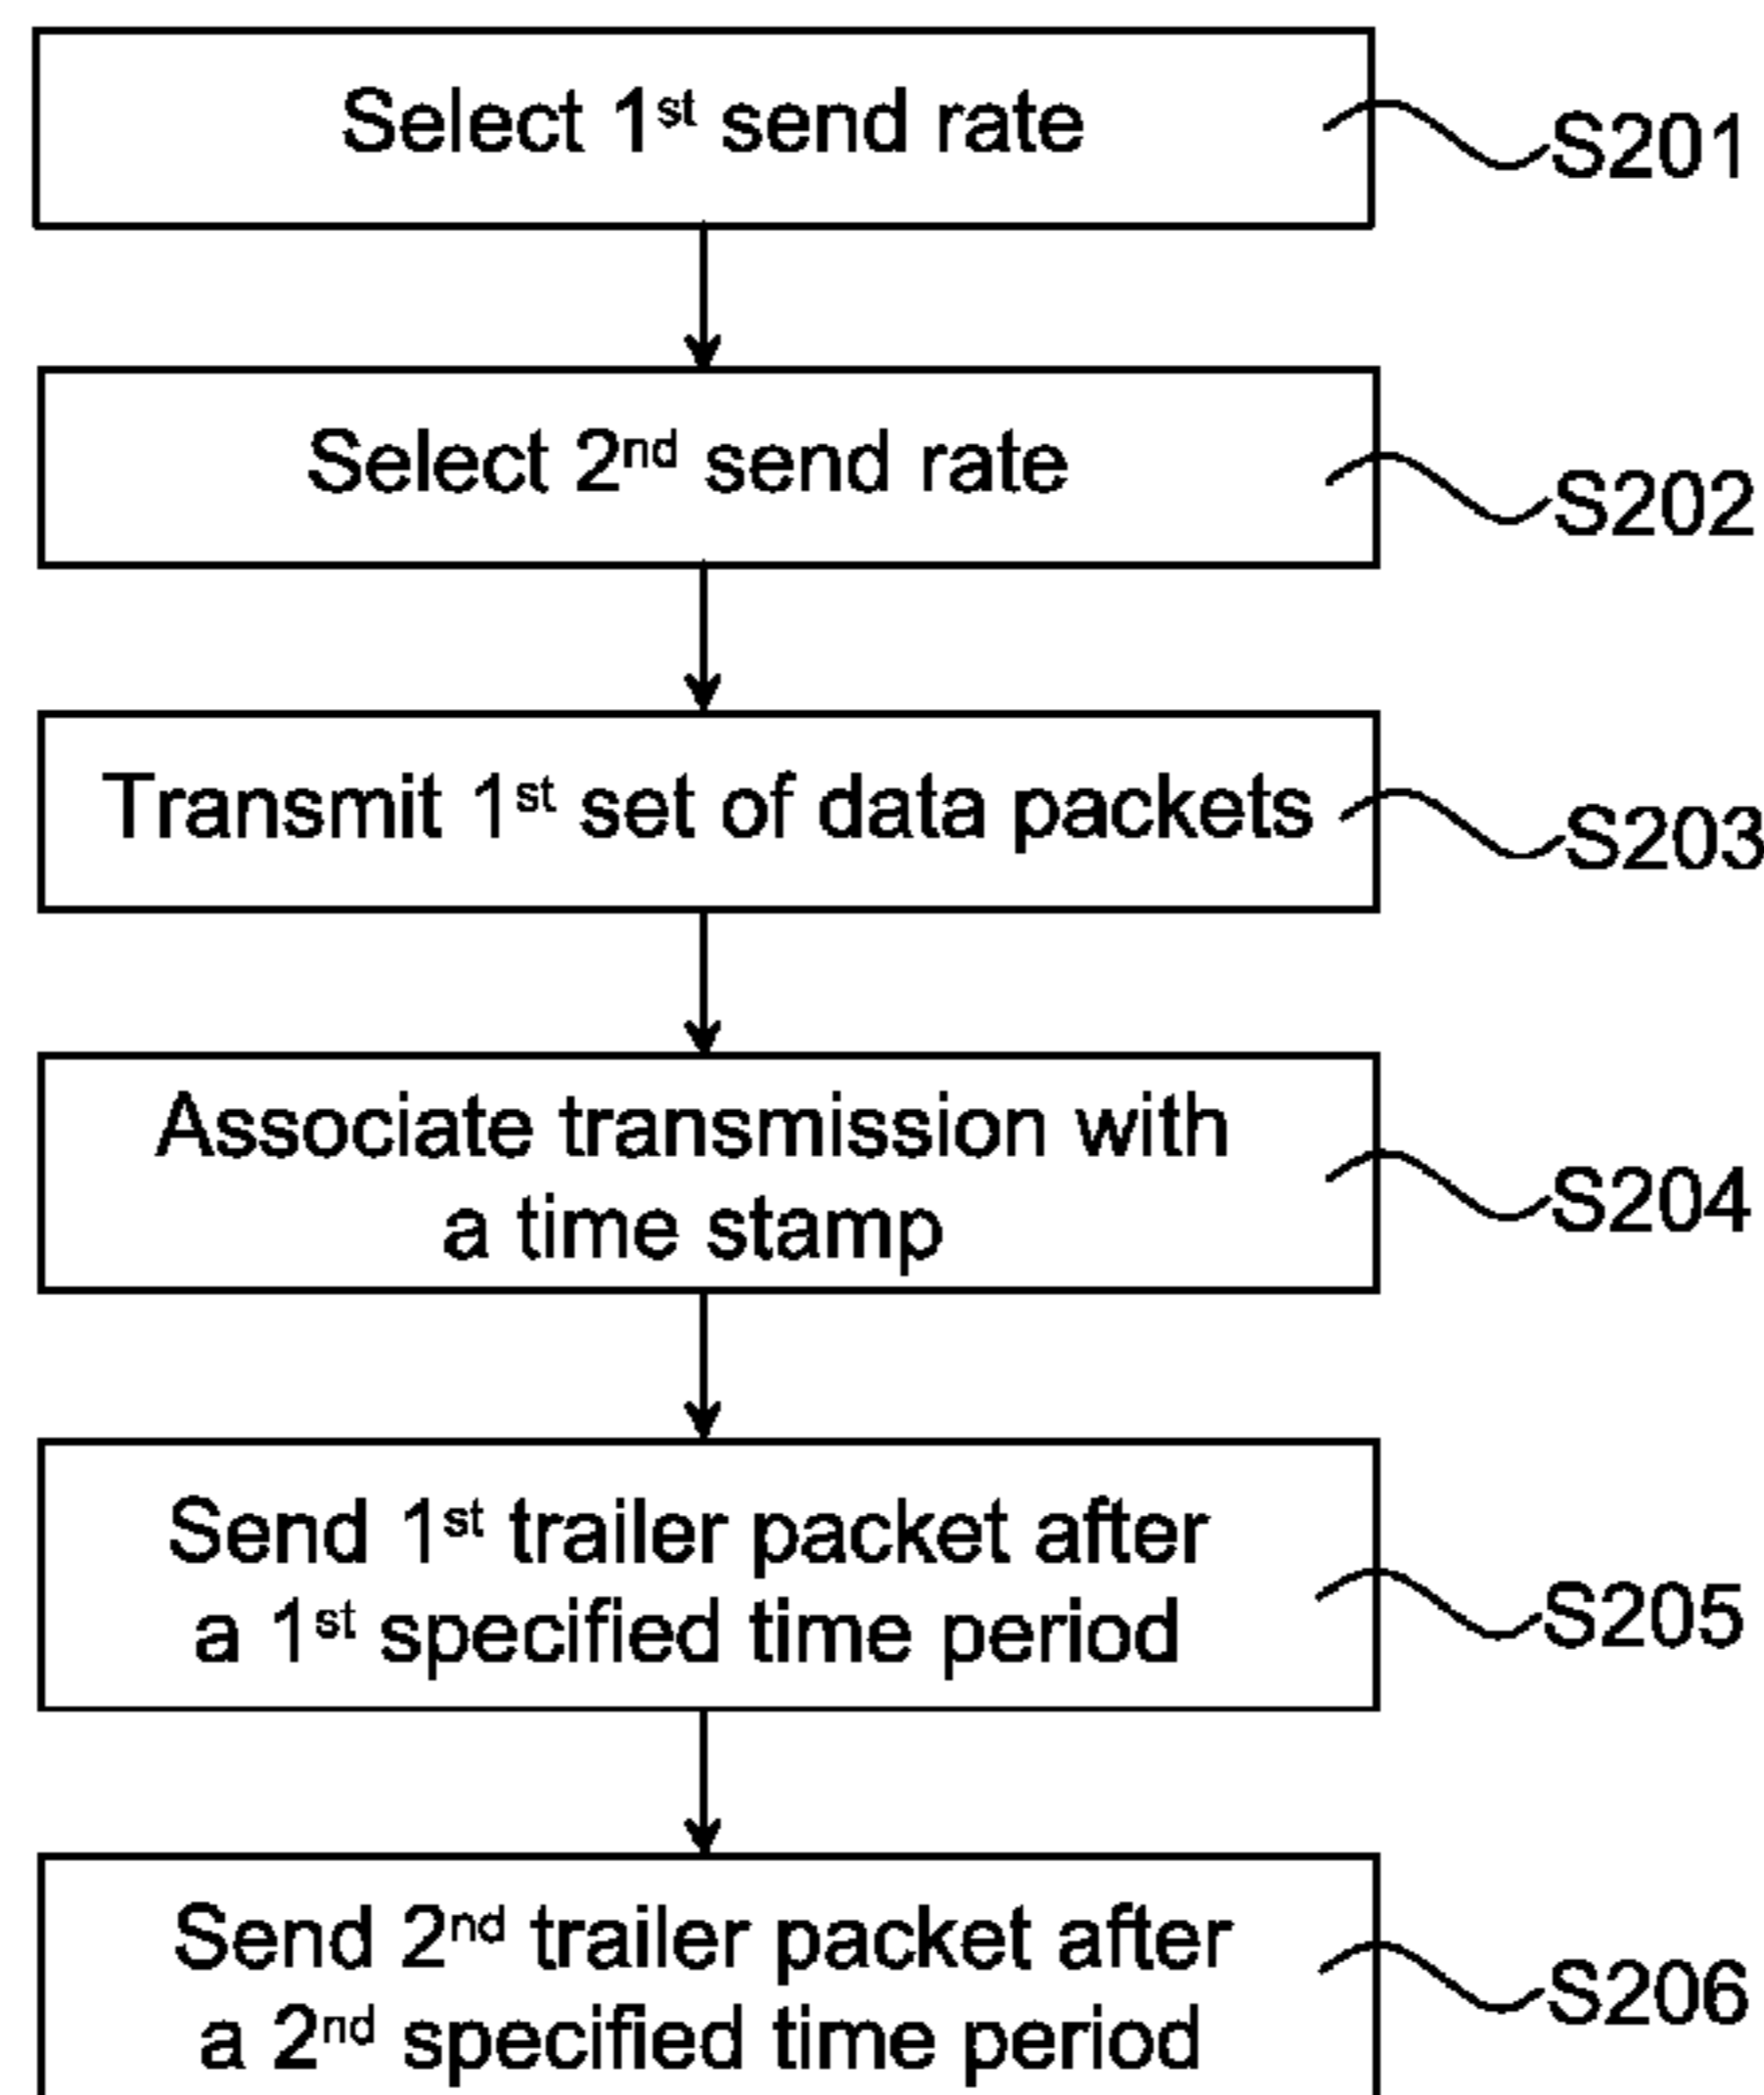 Select 1st send rate
S201
Select 2nd send rate
S202
Transmit 1st set of data packets
S203
Associate transmission with
a time stamp
S204
Send 1st trailer packet after
a 1st specified time period
S205
Send 2nd trailer packet after
a 2nd specified time period
S206